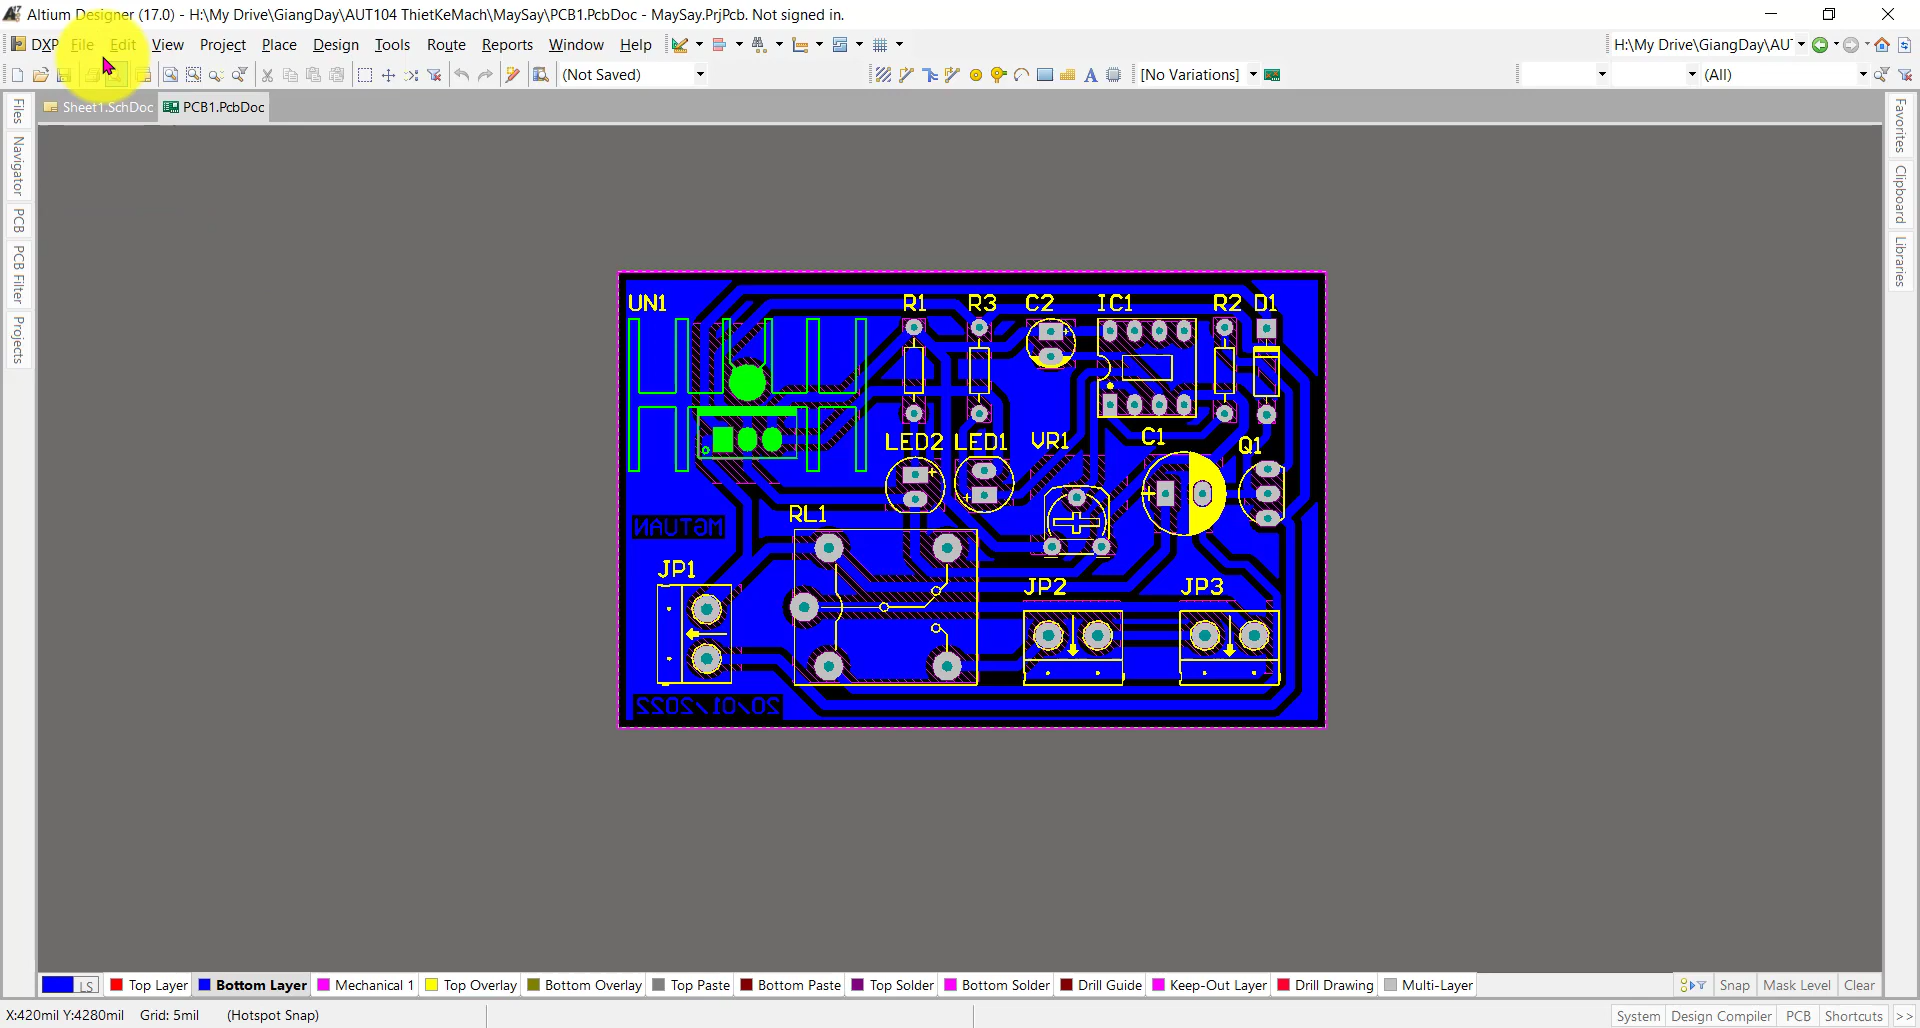 Altium Designer (17.0) - H:\My Drive\GiangDay\AUT104 ThietKeMach\MaySay\PCB1.PcbDoc - MaySay.PrjPcb. Not signed in.
DXP File Edit View Project Place Design Tools Route Reports Window Help H:\My Drive\GiangDay\AU
(Not Saved) A [No Variations] (All)
Sheet1.SchDoc PCB1.PcbDoc
Files
Navigator
PCB
PCB Filter
Projects
Favorites
Clipboard
Libraries
UN1 R1 R3 C2 IC1 R2 D1
LED2 LED1 VR1 C1 Q1
RL1
MGTUAN
JP1 JP2 JP3
20/01/2022
LS Top Layer Bottom Layer Mechanical 1 Top Overlay Bottom Overlay Top Paste Bottom Paste Top Solder Bottom Solder Drill Guide Keep-Out Layer Drill Drawing Multi-Layer Snap Mask Level Clear
X:420mil Y:4280mil Grid: 5mil (Hotspot Snap) System Design Compiler PCB Shortcuts >>